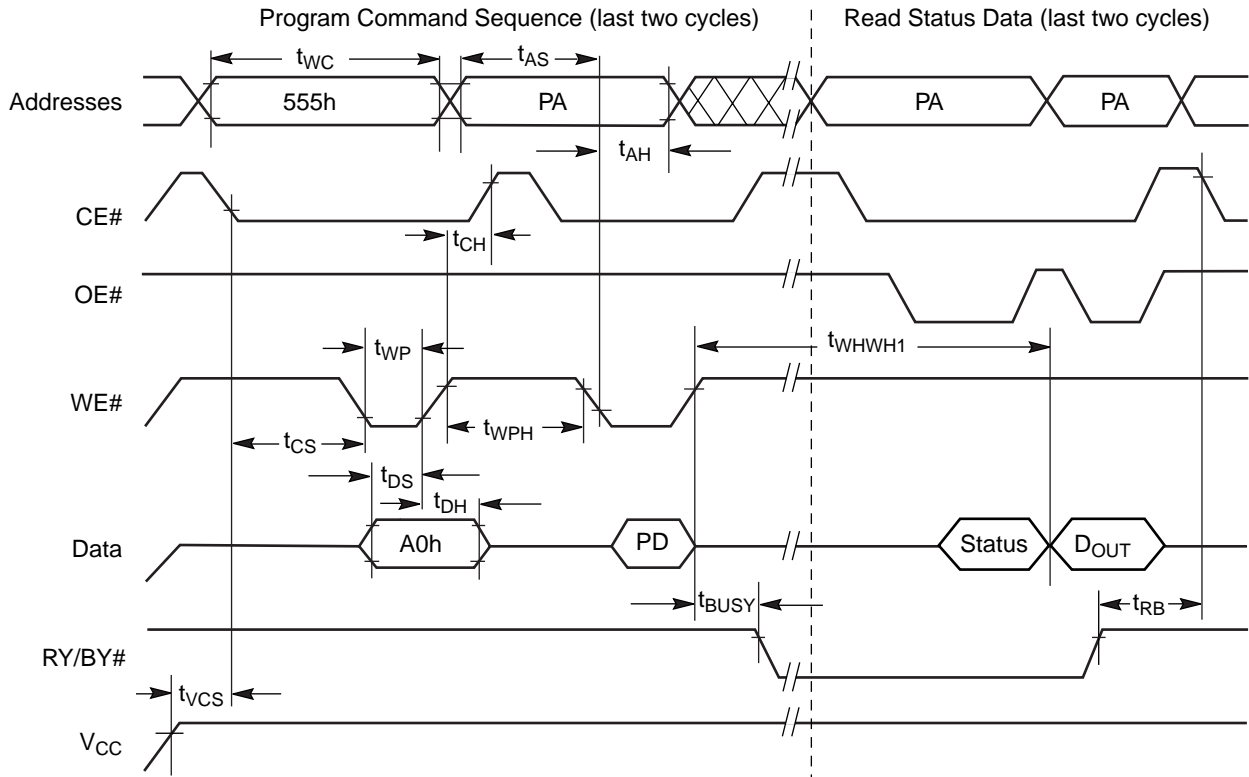 Program Command Sequence (last two cycles)
Read Status Data (last two cycles)
tWC
tAS
Addresses
555h
PA
PA
PA
tAH
CE#
tCH
OE#
tWP
tWHWH1
WE#
tCS
tWPH
tDS
tDH
Data
A0h
PD
Status
DOUT
tBUSY
tRB
RY/BY#
tVCS
VCC